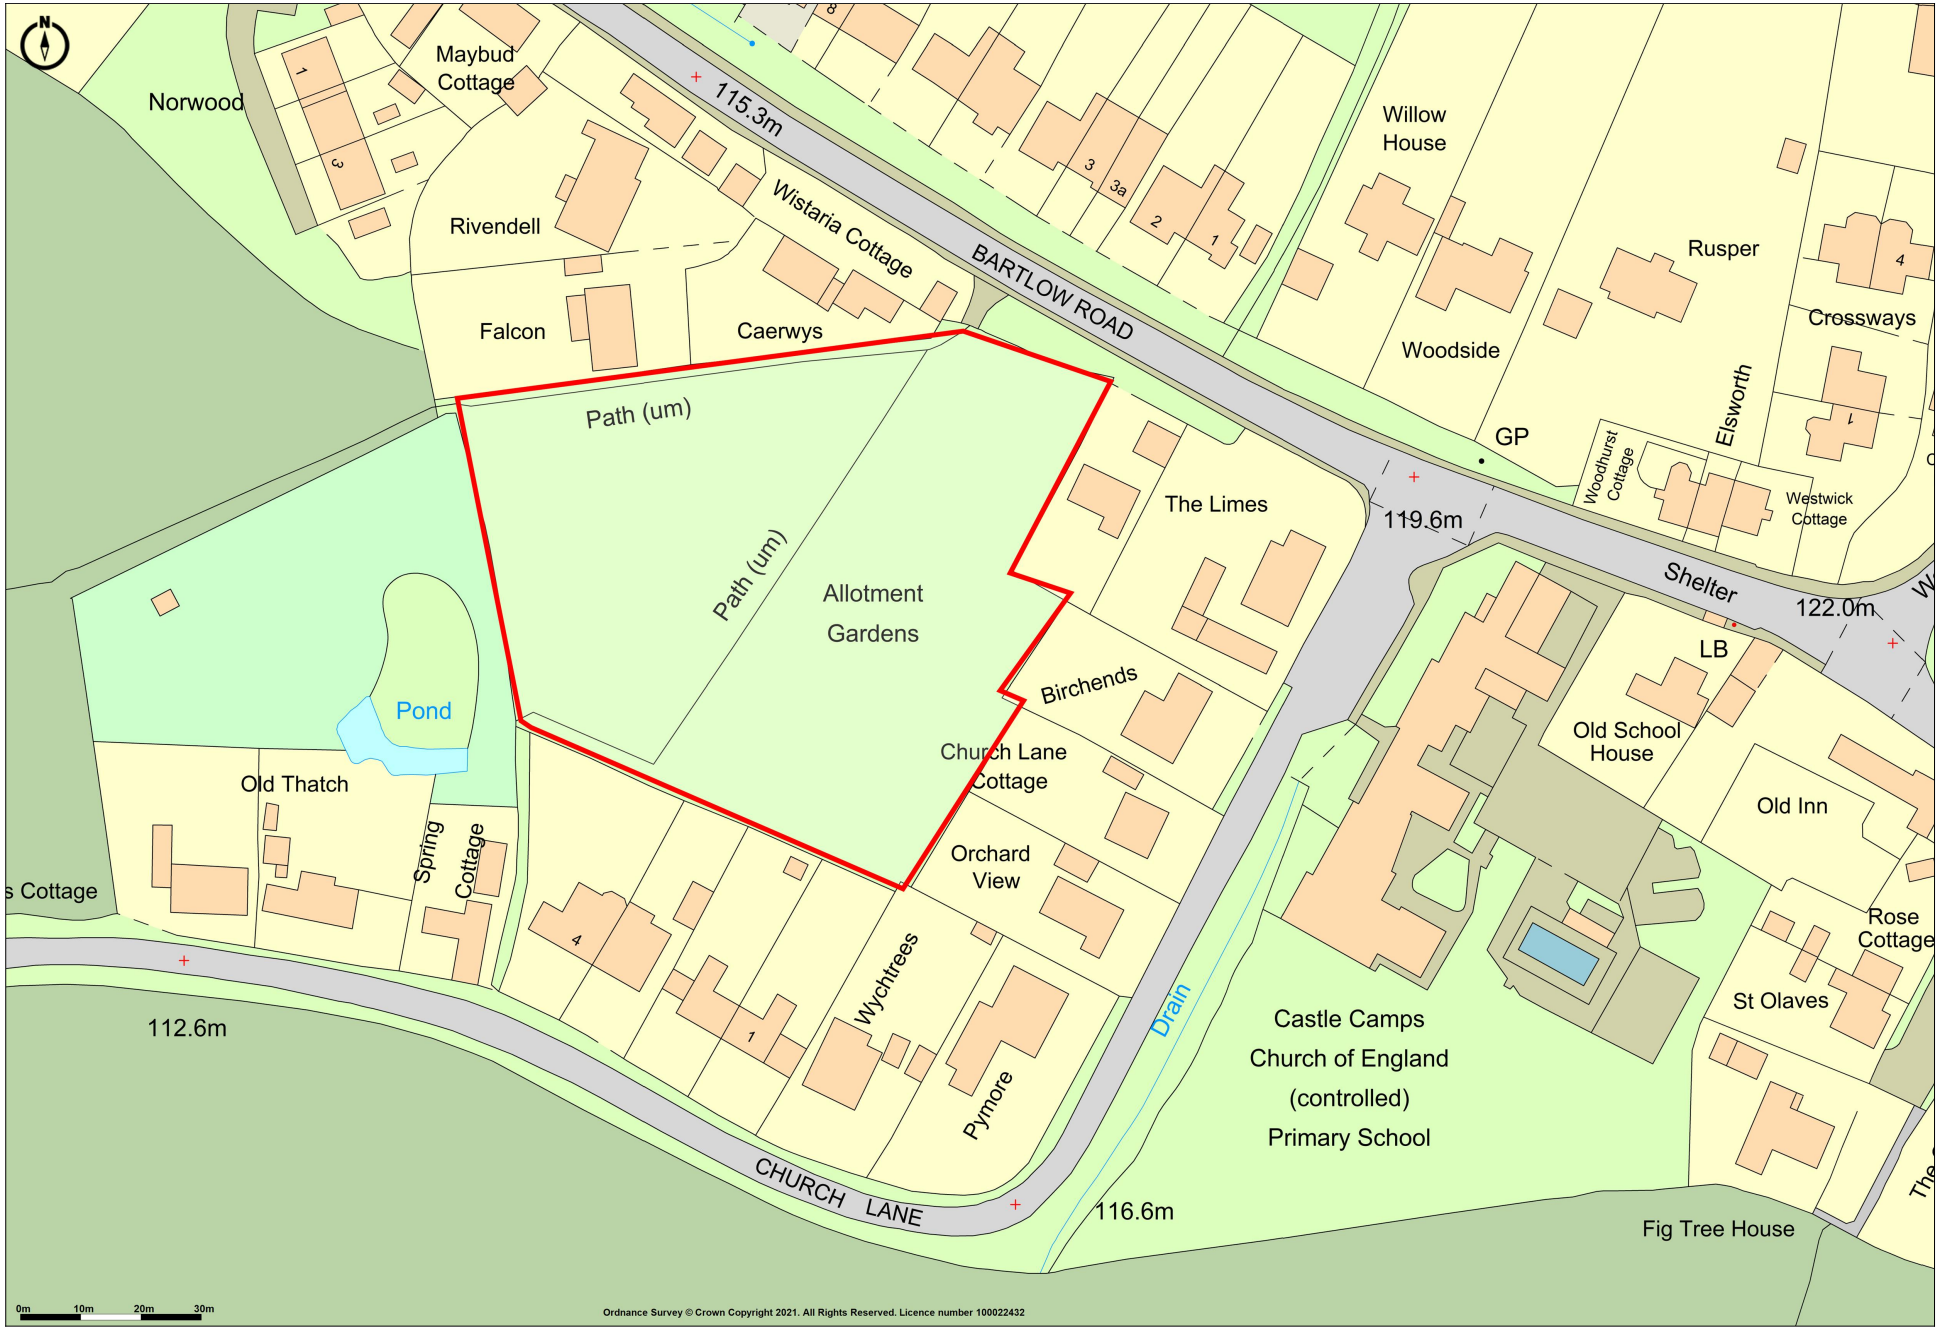 N
8
Maybud
Cottage
1
Norwood
115.3m
Willow
House
3
3
3a
Wistaria Cottage
2
1
Rivendell
BARTLOW ROAD
Rusper
4
Falcon
Caerwys
Crossways
Woodside
Elsworth
Path (um)
1
GP
Woodhurst
Cottage
Westwick
Cottage
The Limes
119.6m
Path (um)
Allotment
Gardens
Shelter
122.0m
LB
Birchends
Pond
Old School
House
Church Lane
Cottage
Old Thatch
Old Inn
Spring
Cottage
Orchard
View
s Cottage
Rose
Cottage
4
Wychtrees
St Olaves
Drain
112.6m
1
Castle Camps
Church of England
(controlled)
Primary School
Pymore
CHURCH LANE
116.6m
The
Fig Tree House
0m 10m 20m 30m
Ordnance Survey © Crown Copyright 2021. All Rights Reserved. Licence number 100022432